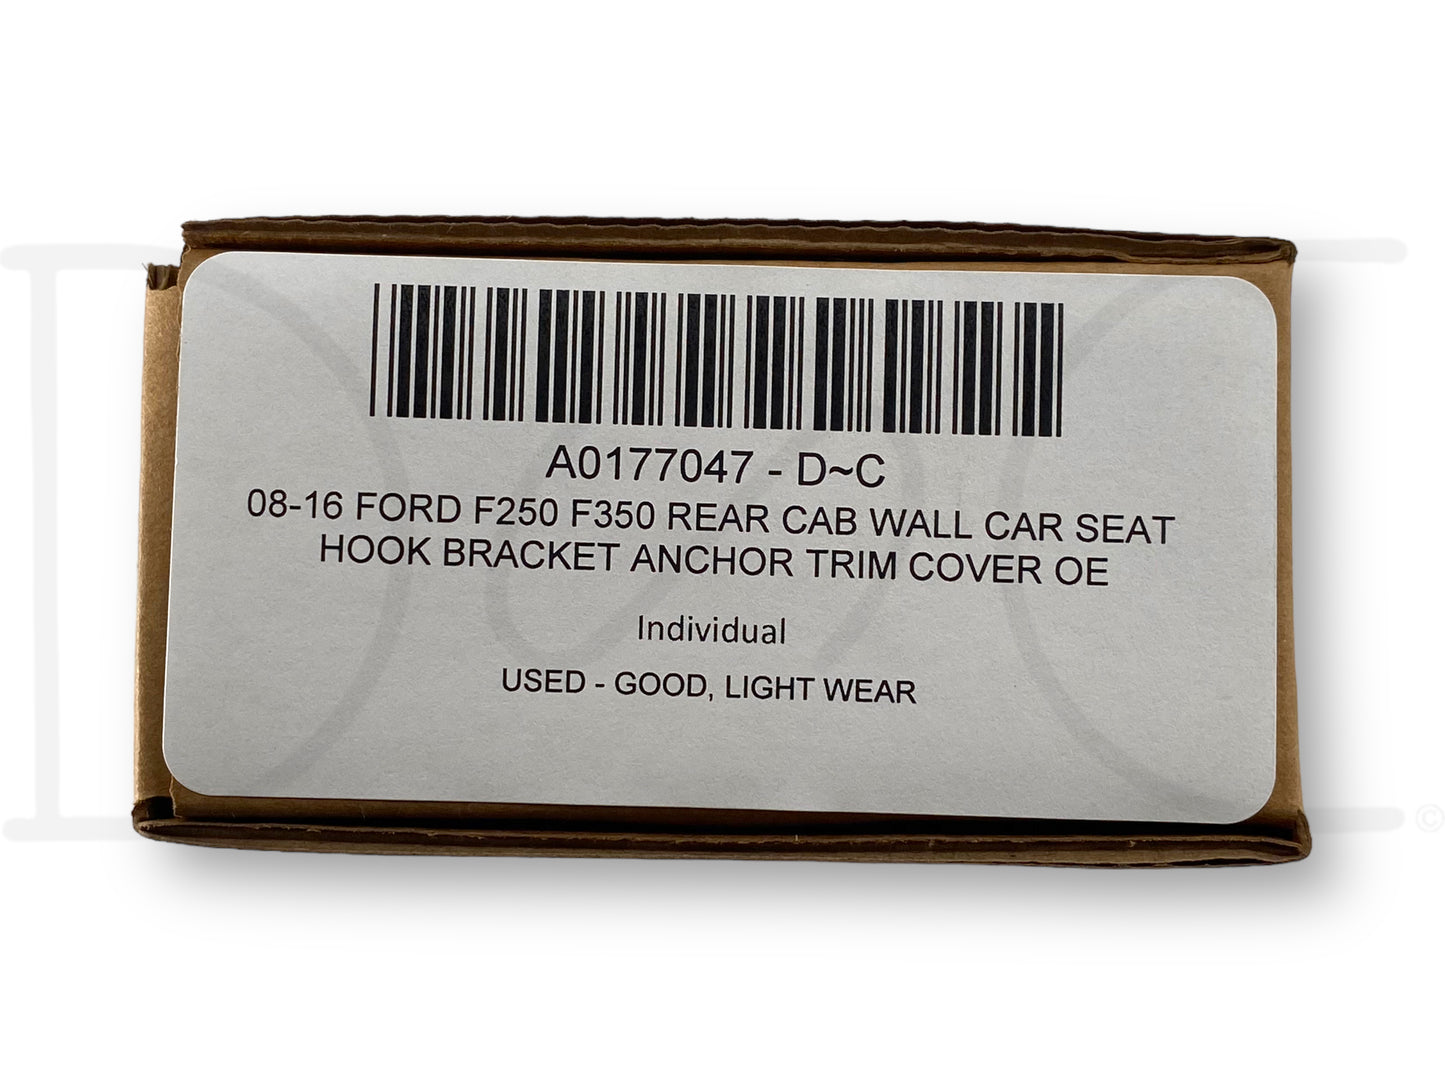 A0177047 - D~C
08-16 FORD F250 F350 REAR CAB WALL CAR SEAT
HOOK BRACKET ANCHOR TRIM COVER OE
Individual
USED - GOOD, LIGHT WEAR
©